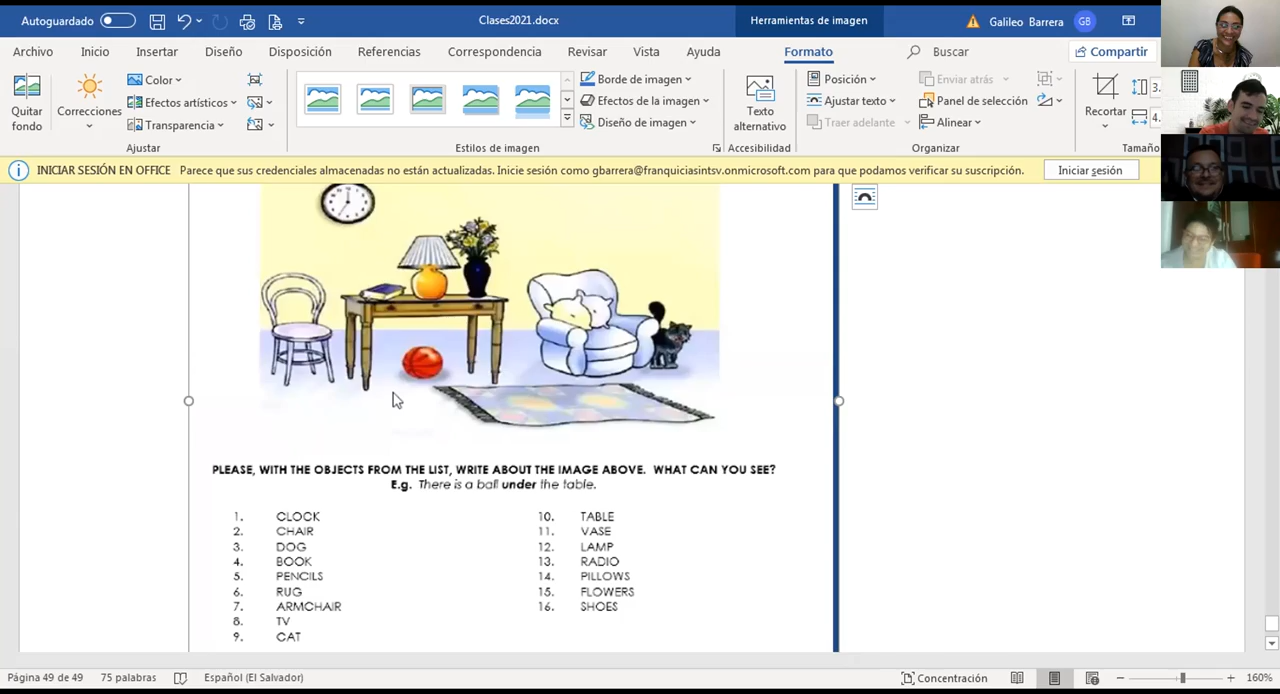 Autoguardado
Clases2021.docx
Herramientas de imagen
Galileo Barrera
GB
Archivo Inicio Insertar Diseño Disposición Referencias Correspondencia Revisar Vista Ayuda Formato Buscar Compartir
Quitar fondo
Correcciones
Color
Efectos artísticos
Transparencia
Ajustar
Borde de imagen
Efectos de la imagen
Diseño de imagen
Estilos de imagen
Texto alternativo
Accesibilidad
Posición
Ajustar texto
Traer adelante
Enviar atrás
Panel de selección
Alinear
Organizar
Recortar
3.
4.
Tamaño
INICIAR SESIÓN EN OFFICE Parece que sus credenciales almacenadas no están actualizadas. Inicie sesión como gbarrera@franquiciasintsv.onmicrosoft.com para que podamos verificar su suscripción. Iniciar sesión
PLEASE, WITH THE OBJECTS FROM THE LIST, WRITE ABOUT THE IMAGE ABOVE. WHAT CAN YOU SEE?
E.g. There is a ball under the table.
1. CLOCK
2. CHAIR
3. DOG
4. BOOK
5. PENCILS
6. RUG
7. ARMCHAIR
8. TV
9. CAT
10. TABLE
11. VASE
12. LAMP
13. RADIO
14. PILLOWS
15. FLOWERS
16. SHOES
Página 49 de 49 75 palabras Español (El Salvador) Concentración 160%